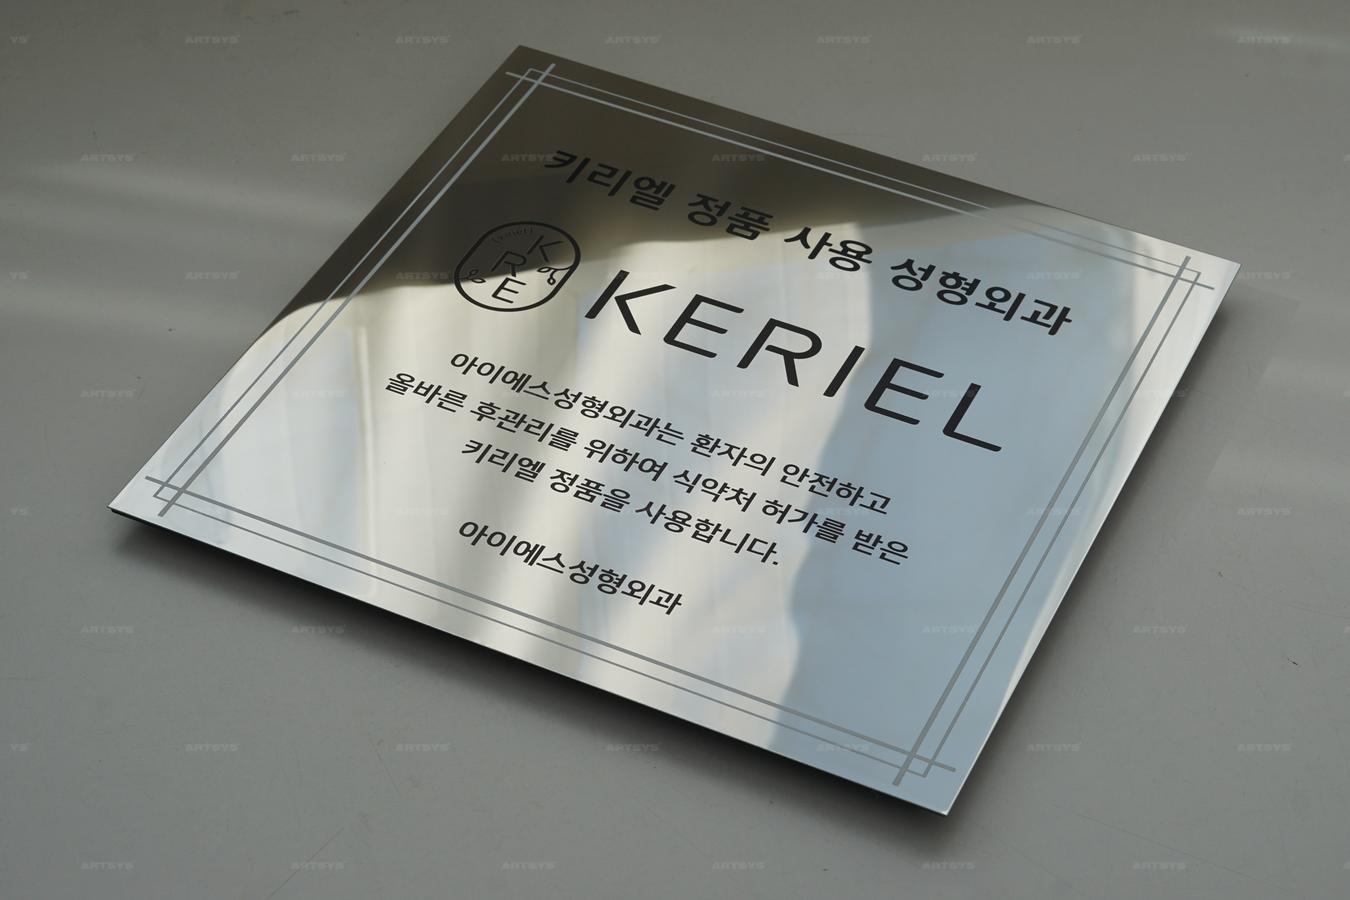 키리엘 정품 사용 성형외과
(keriel)
K
R
E
KERIEL
아이에스성형외과는 환자의 안전하고
올바른 후관리를 위하여 식약처 허가를 받은
키리엘 정품을 사용합니다.
아이에스성형외과
ARTSYS